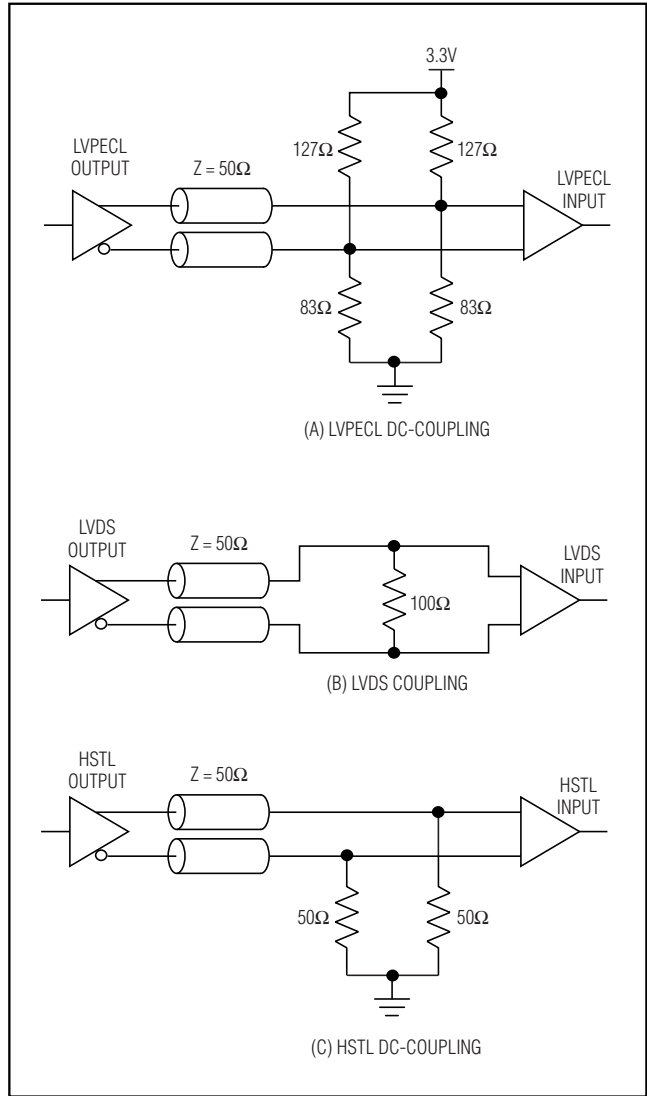 3.3V
LVPECL
OUTPUT
Z = 50Ω
127Ω
127Ω
LVPECL
INPUT
83Ω
83Ω
(A) LVPECL DC-COUPLING
LVDS
OUTPUT
Z = 50Ω
LVDS
INPUT
100Ω
(B) LVDS COUPLING
HSTL
OUTPUT
Z = 50Ω
HSTL
INPUT
50Ω
50Ω
(C) HSTL DC-COUPLING